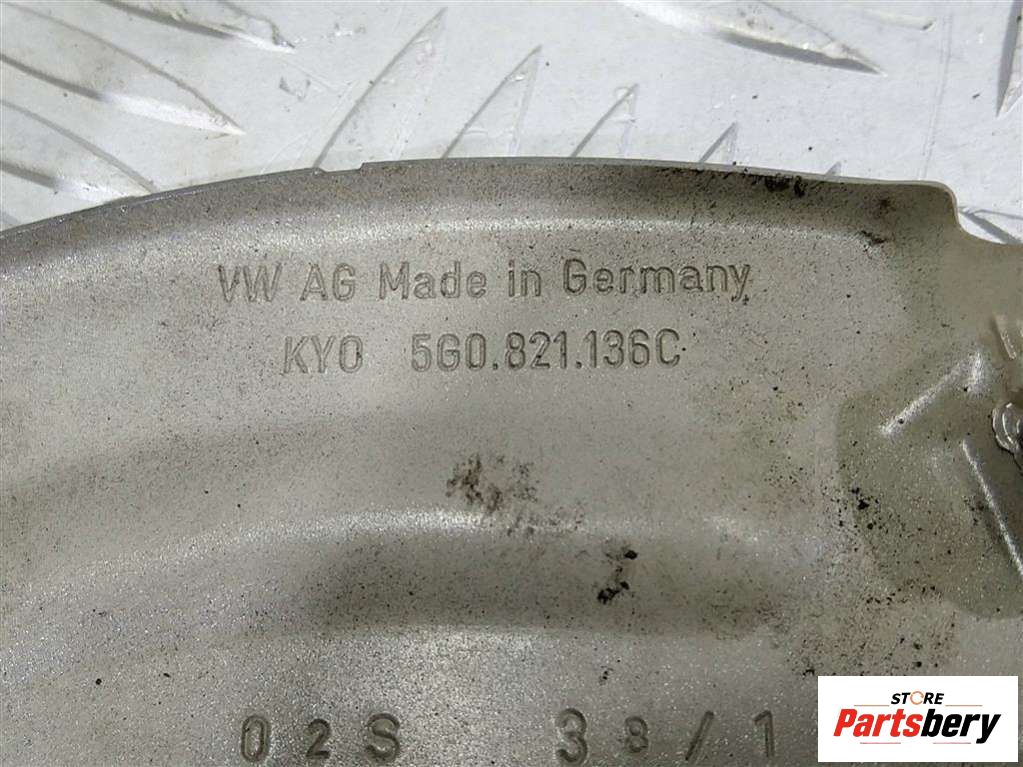 VW AG Made in Germany
KYO 5G0.821.136C
02S 38/1
STORE
Partsbery